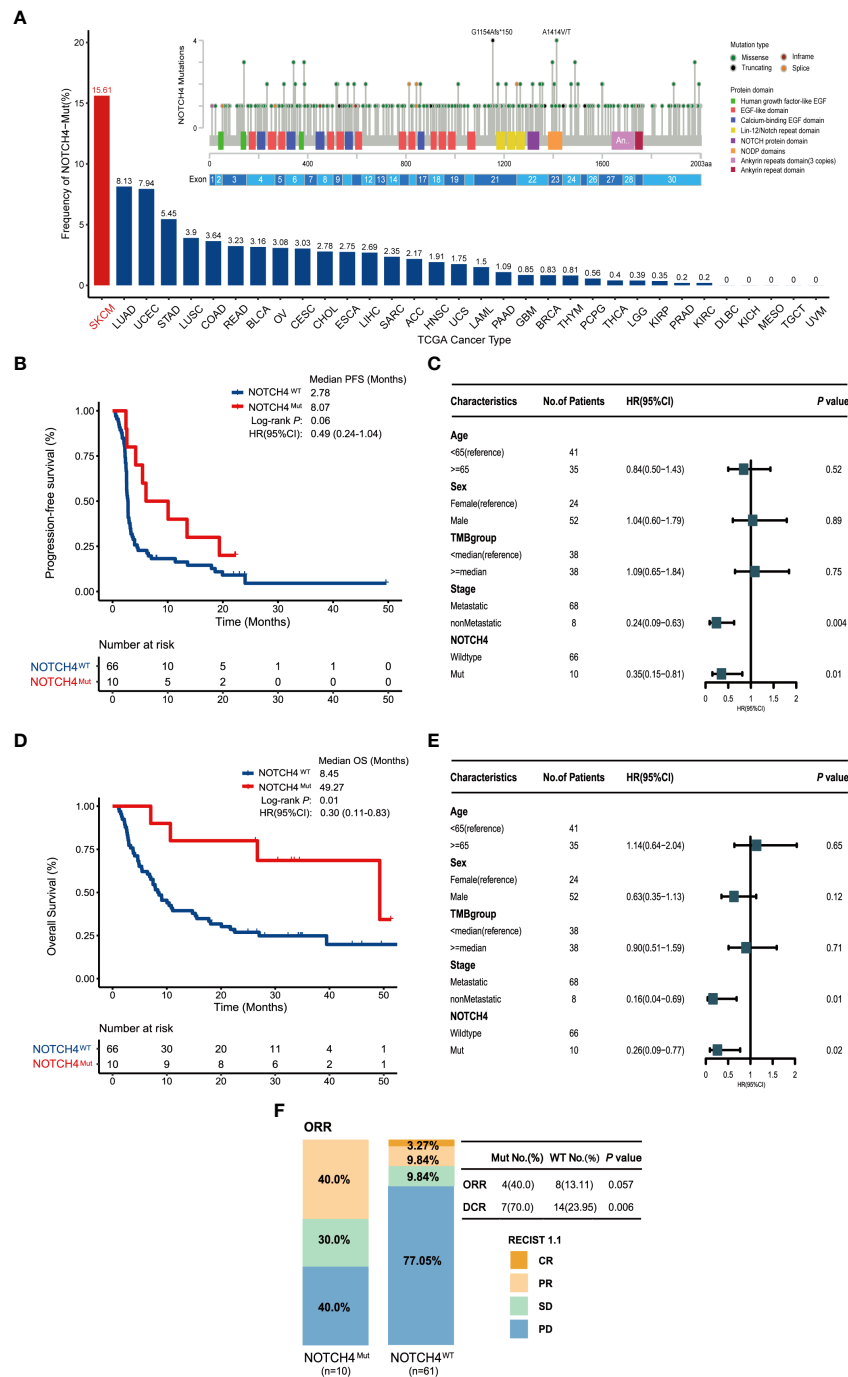 A
Frequency of NOTCH4-Mut(%)
20
15
10
5
0
15.61
8.13
7.94
5.45
3.9
3.64
3.23
3.16
3.08
3.03
2.78
2.75
2.69
2.35
2.17
1.91
1.75
1.5
1.09
0.85
0.83
0.81
0.56
0.4
0.39
0.35
0.2
0.2
0
0
0
0
0
SKCM
LUAD
UCEC
STAD
LUSC
COAD
READ
BLCA
OV
CESC
CHOL
ESCA
LIHC
SARC
ACC
HNSC
UCS
LAML
PAAD
GBM
BRCA
THYM
PCPG
THCA
LGG
KIRP
PRAD
KIRC
DLBC
KICH
MESO
TGCT
UVM
TCGA Cancer Type
NOTCH4 Mutations
4
2
0
G1154Afs*150
A1414V/T
An..
0
400
800
1200
1600
2003aa
Exon
1
2
3
4
5
6
7
8
9
12
13
14
17
18
19
21
22
23
24
26
27
28
30
Mutation type
Missense
Inframe
Truncating
Splice
Protein domain
Human growth factor-like EGF
EGF-like domain
Calcium-binding EGF domain
Lin-12/Notch repeat domain
NOTCH protein domain
NODP domains
Ankyrin repeats domain(3 copies)
Ankyrin repeat domain
B
Median PFS (Months)
NOTCH4 WT 2.78
NOTCH4 Mut 8.07
Log-rank P: 0.06
HR(95%CI): 0.49 (0.24-1.04)
Progression-free survival (%)
1.00
0.75
0.50
0.25
0.00
0 10 20 30 40 50
Time (Months)
Number at risk
NOTCH4 WT 66 10 5 1 1 0
NOTCH4 Mut 10 5 2 0 0 0
0 10 20 30 40 50
C
Characteristics No.of Patients HR(95%CI) P value
Age
<65(reference) 41
>=65 35 0.84(0.50−1.43) 0.52
Sex
Female(reference) 24
Male 52 1.04(0.60−1.79) 0.89
TMBgroup
<median(reference) 38
>=median 38 1.09(0.65−1.84) 0.75
Stage
Metastatic 68
nonMetastatic 8 0.24(0.09−0.63) 0.004
NOTCH4
Wildtype 66
Mut 10 0.35(0.15−0.81) 0.01
0 0.5 1 1.5 2
HR(95%CI)
D
Median OS (Months)
NOTCH4 WT 8.45
NOTCH4 Mut 49.27
Log-rank P: 0.01
HR(95%CI): 0.30 (0.11-0.83)
Overall Survival (%)
1.00
0.75
0.50
0.25
0.00
0 10 20 30 40 50
Time (Months)
Number at risk
NOTCH4 WT 66 30 20 11 4 1
NOTCH4 Mut 10 9 8 6 2 1
0 10 20 30 40 50
E
Characteristics No.of Patients HR(95%CI) P value
Age
<65(reference) 41
>=65 35 1.14(0.64−2.04) 0.65
Sex
Female(reference) 24
Male 52 0.63(0.35−1.13) 0.12
TMBgroup
<median(reference) 38
>=median 38 0.90(0.51−1.59) 0.71
Stage
Metastatic 68
nonMetastatic 8 0.16(0.04−0.69) 0.01
NOTCH4
Wildtype 66
Mut 10 0.26(0.09−0.77) 0.02
0 0.5 1 1.5 2
HR(95%CI)
F
ORR
40.0%
30.0%
40.0%
NOTCH4 Mut
(n=10)
3.27%
9.84%
9.84%
77.05%
NOTCH4 WT
(n=61)
Mut No.(%) WT No.(%) P value
ORR 4(40.0) 8(13.11) 0.057
DCR 7(70.0) 14(23.95) 0.006
RECIST 1.1
CR
PR
SD
PD